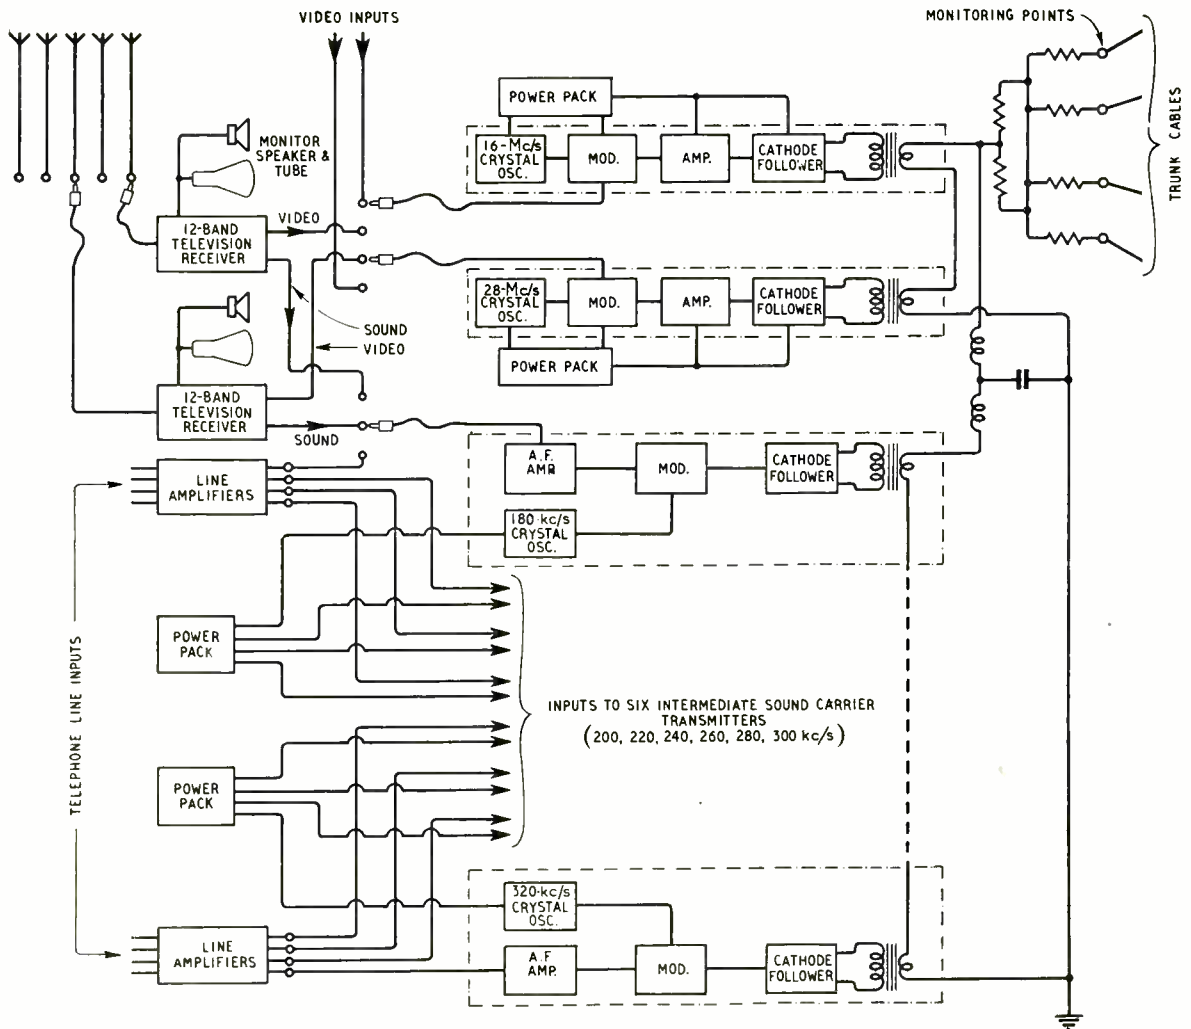 VIDEO INPUTS
MONITORING POINTS
TRUNK CABLES
POWER PACK
MONITOR
SPEAKER &
TUBE
16-Mc/s
CRYSTAL
OSC.
MOD.
AMP.
CATHODE
FOLLOWER
12-BAND
TELEVISION
RECEIVER
VIDEO
28-Mc/s
CRYSTAL
OSC.
MOD.
AMP.
CATHODE
FOLLOWER
SOUND
VIDEO
POWER PACK
12-BAND
TELEVISION
RECEIVER
SOUND
A.F.
AMP.
MOD.
CATHODE
FOLLOWER
LINE
AMPLIFIERS
180-kc/s
CRYSTAL
OSC.
TELEPHONE LINE INPUTS
POWER
PACK
INPUTS TO SIX INTERMEDIATE SOUND CARRIER
TRANSMITTERS
(200, 220, 240, 260, 280, 300 kc/s)
POWER
PACK
320-kc/s
CRYSTAL
OSC.
LINE
AMPLIFIERS
A.F
AMP.
MOD.
CATHODE
FOLLOWER